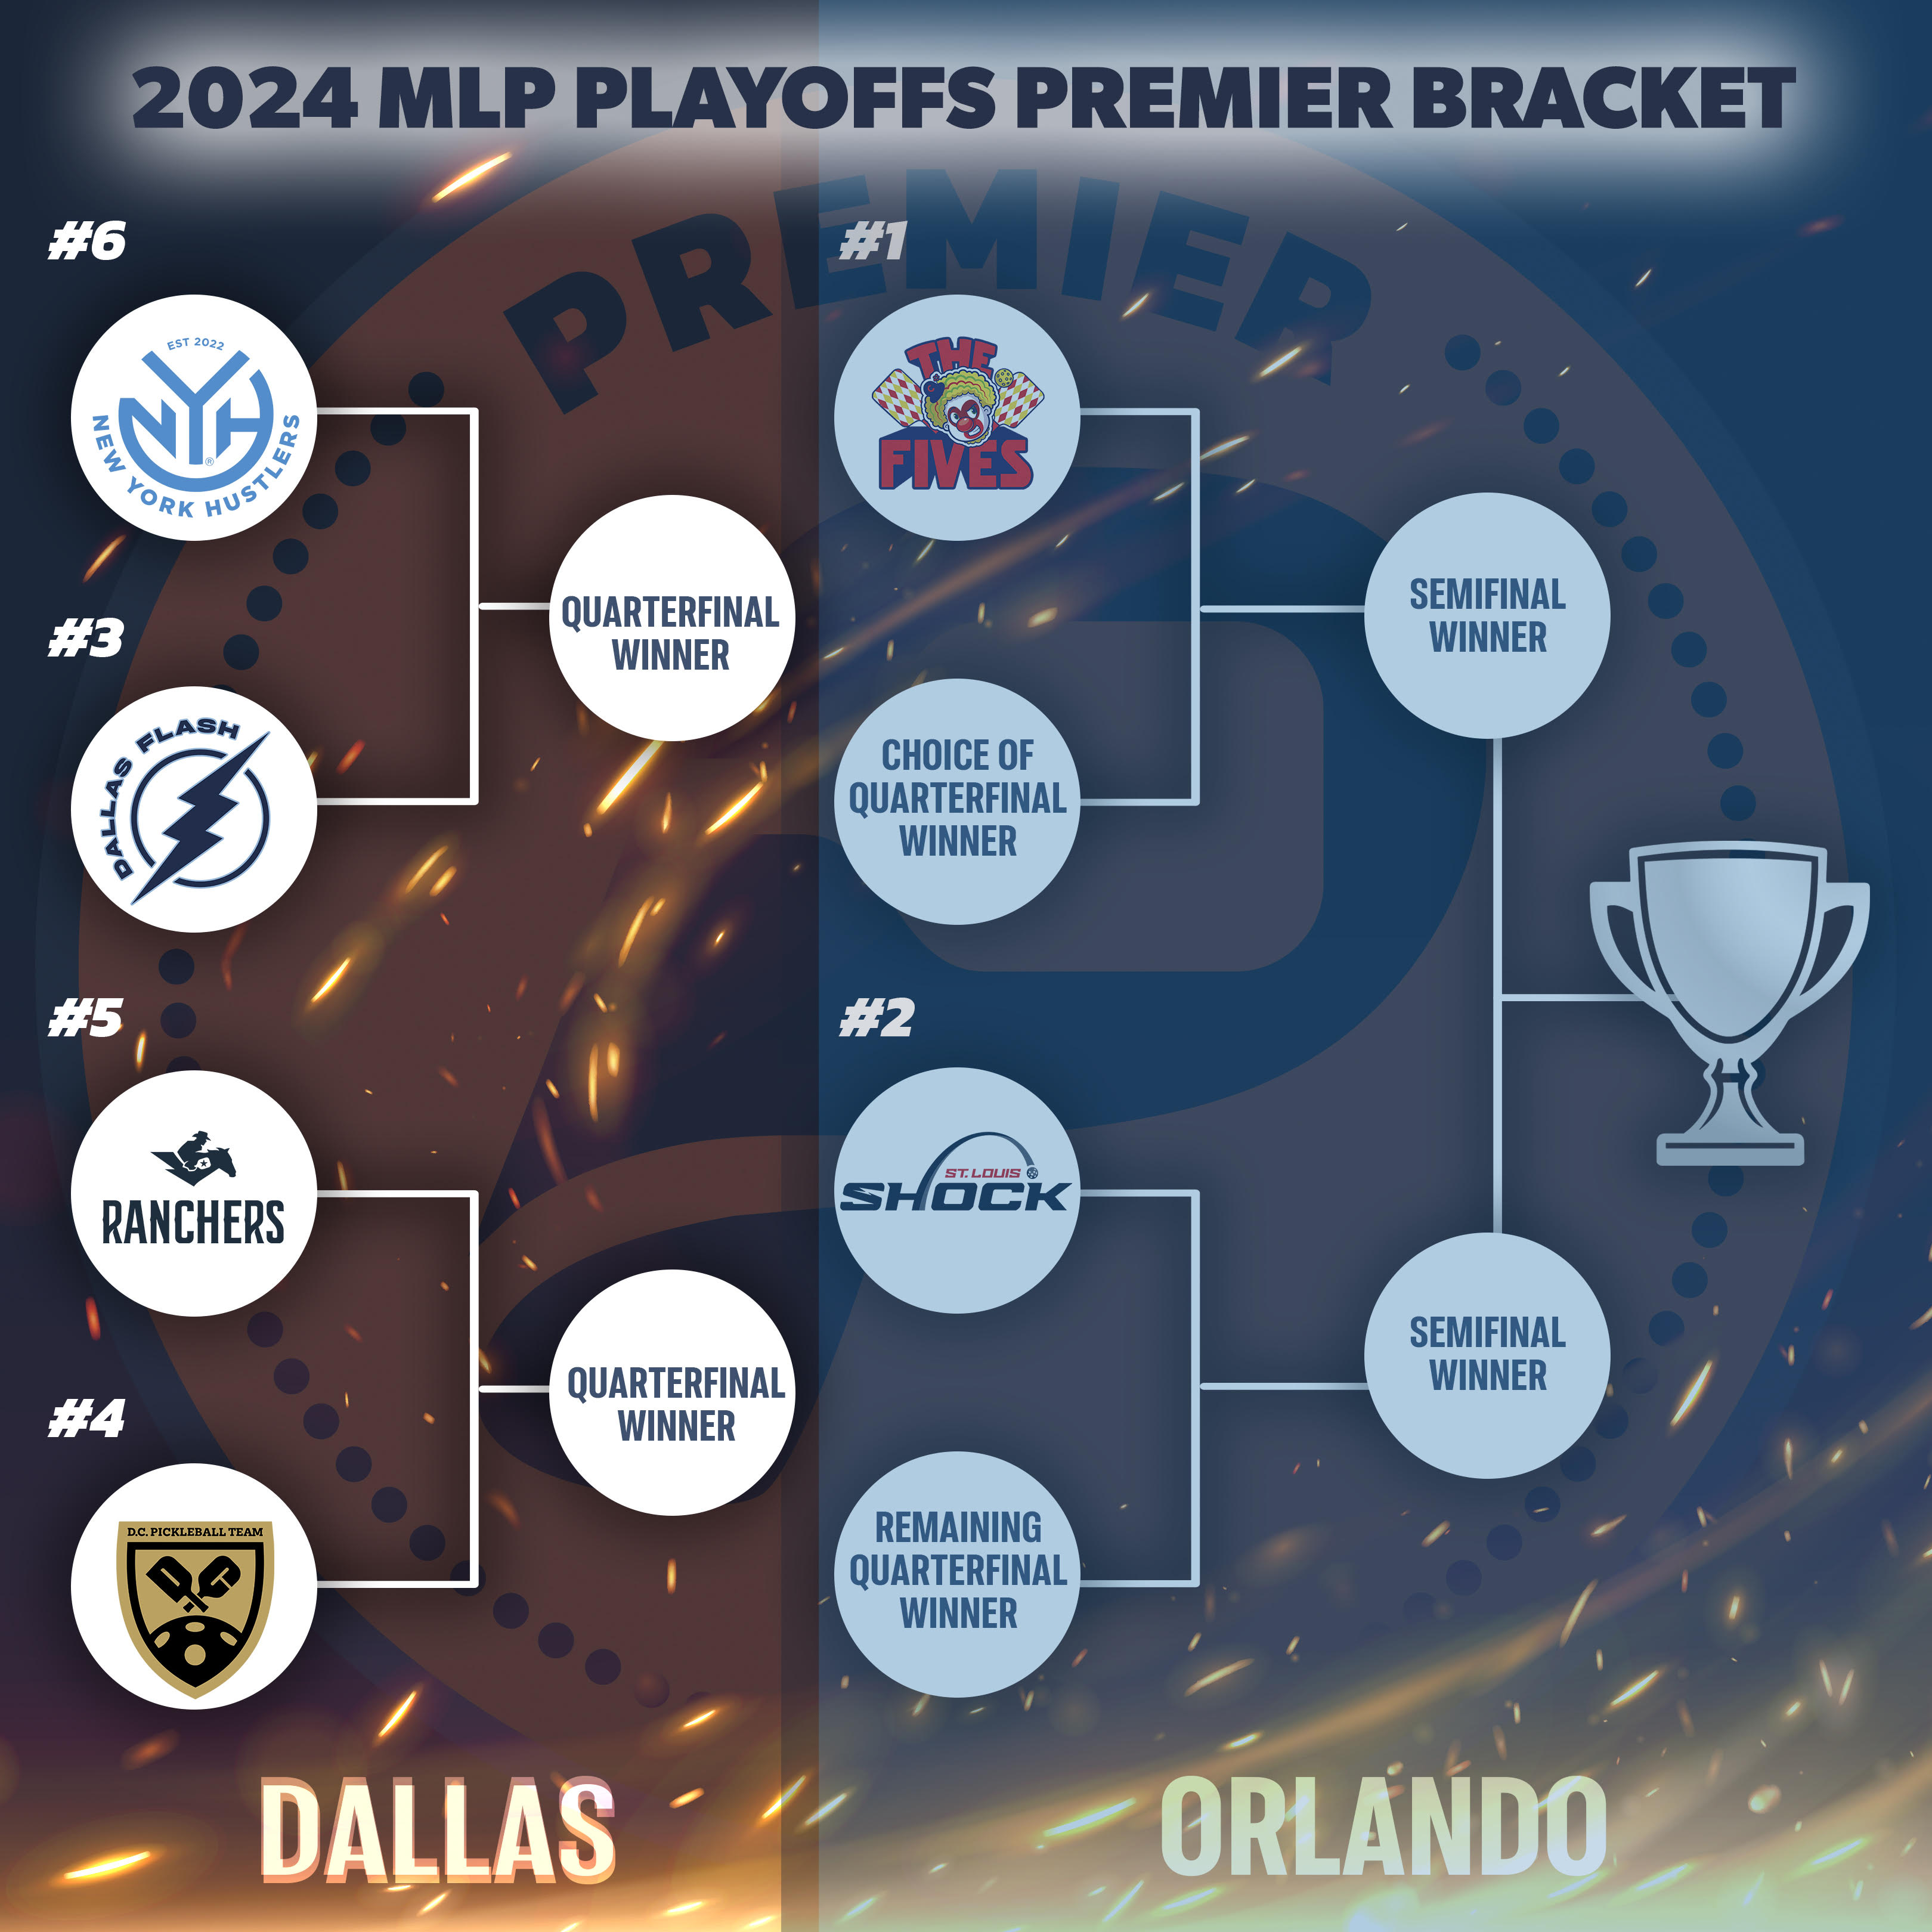 2024 MLP PLAYOFFS PREMIER BRACKET
PREMIER
#6
EST 2022
NYH®
NEW YORK HUSTLERS
#3
DALLAS FLASH
QUARTERFINAL
WINNER
#5
RANCHERS
#4
D.C. PICKLEBALL TEAM
DC
QUARTERFINAL
WINNER
DALLAS
#1
THE
FIVES
CHOICE OF
QUARTERFINAL
WINNER
SEMIFINAL
WINNER
#2
ST. LOUIS
SHOCK
REMAINING
QUARTERFINAL
WINNER
SEMIFINAL
WINNER
ORLANDO